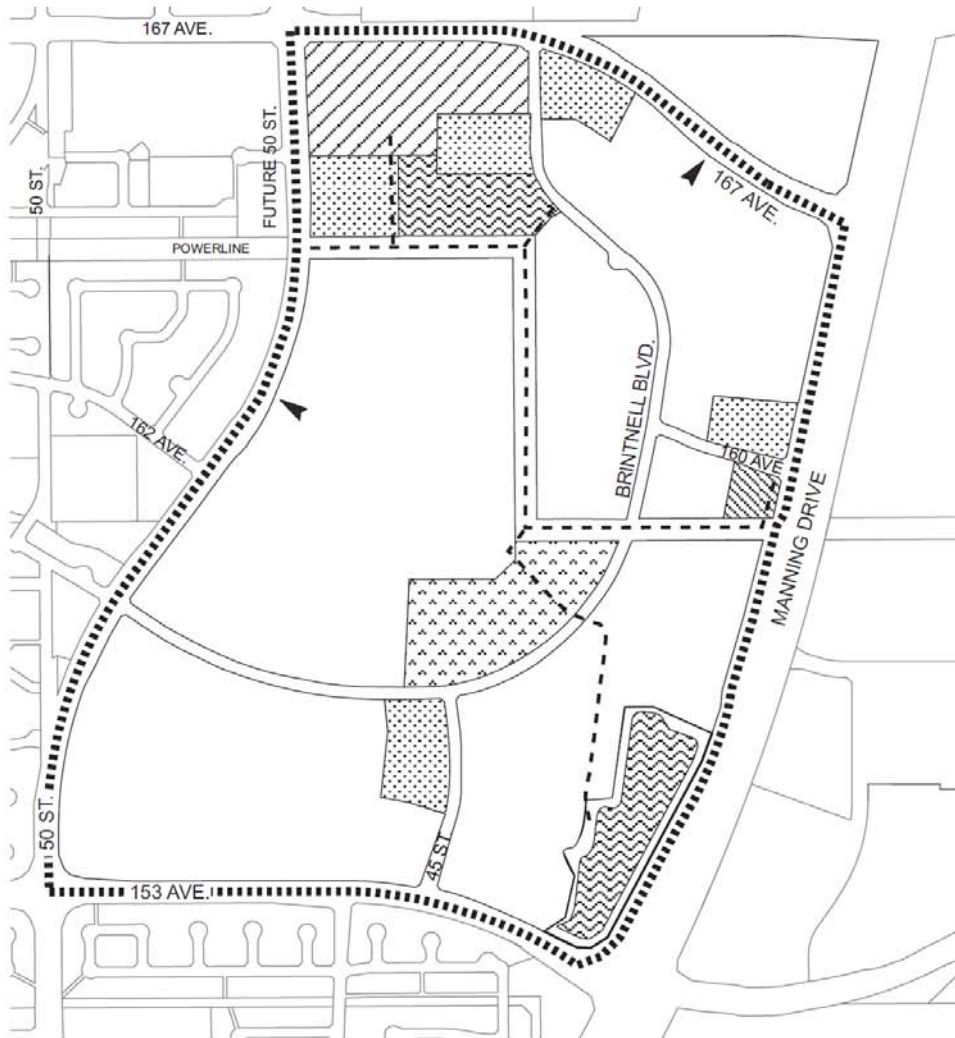 167 AVE.
FUTURE 50 ST.
50 ST.
167 AVE.
POWERLINE
BRINTNELL BLVD.
162 AVE.
160 AVE
MANNING DRIVE
50 ST.
45 ST
153 AVE.